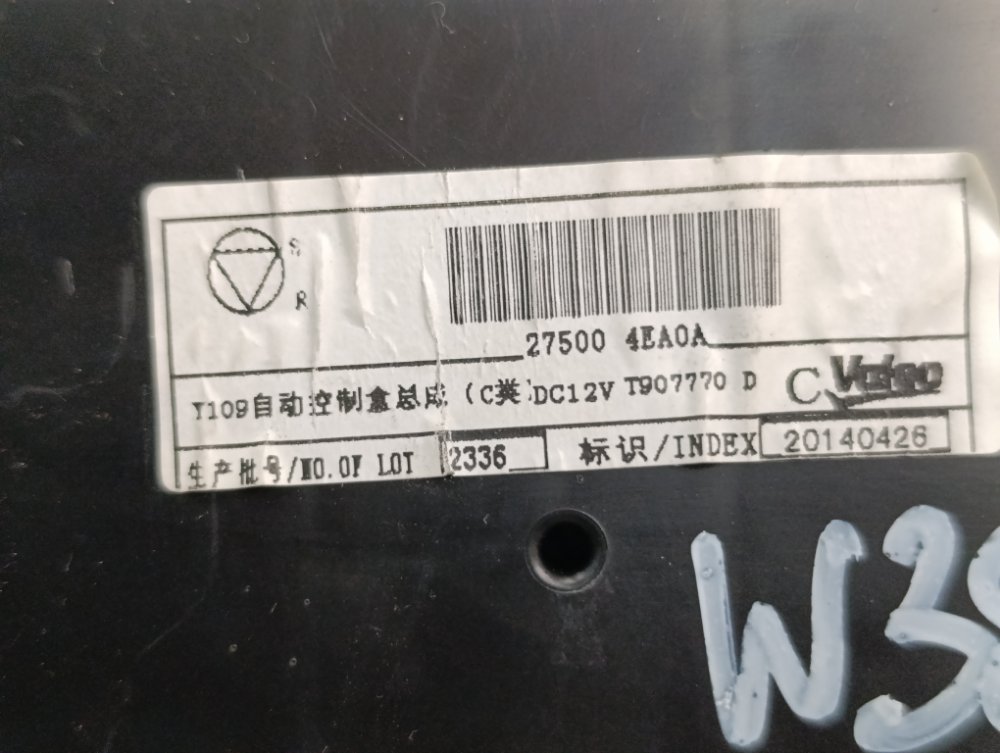 S
R
27500 4EA0A
Y109自动控制盒总成 (C类)DC12V T907770 D C Valeo
生产批号/NO.OF LOT 2336 标识/INDEX 20140426